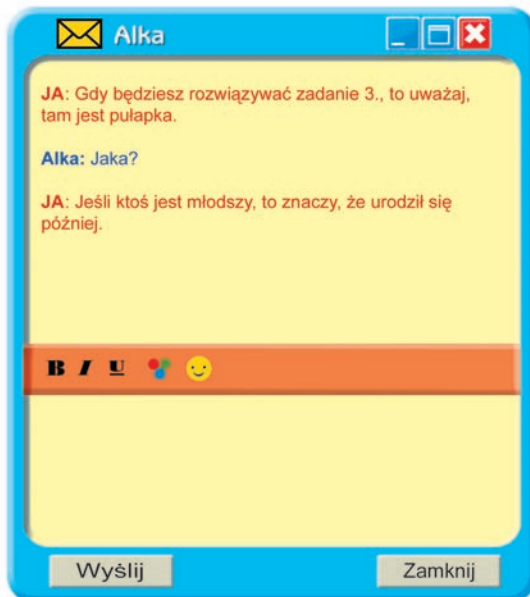 Alka
JA: Gdy będziesz rozwiązywać zadanie 3., to uważaj,
tam jest pułapka.
Alka: Jaka?
JA: Jeśli ktoś jest młodszy, to znaczy, że urodził się
później.
B I U
Wyślij Zamknij